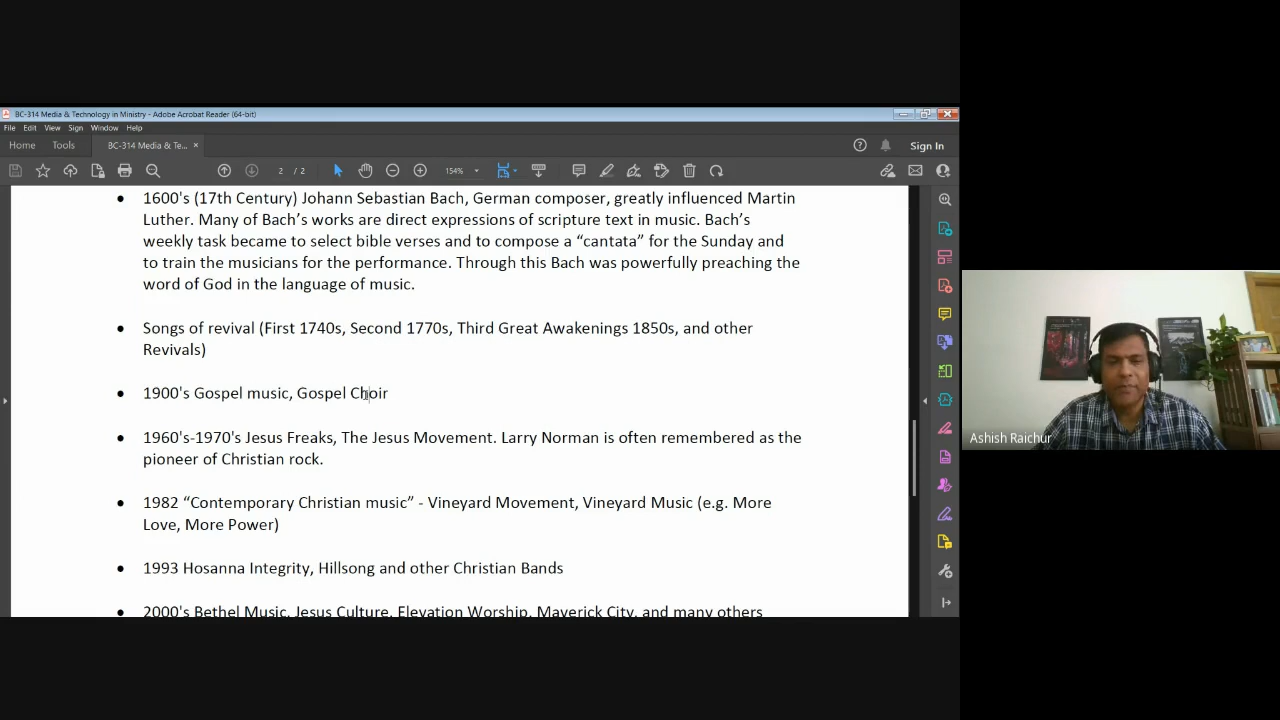 BC-314 Media & Technology in Ministry - Adobe Acrobat Reader (64-bit)
File Edit View Sign Window Help
Home Tools BC-314 Media & Te... × Sign In
2 / 2 154%
• 1600's (17th Century) Johann Sebastian Bach, German composer, greatly influenced Martin
Luther. Many of Bach’s works are direct expressions of scripture text in music. Bach’s
weekly task became to select bible verses and to compose a “cantata” for the Sunday and
to train the musicians for the performance. Through this Bach was powerfully preaching the
word of God in the language of music.
• Songs of revival (First 1740s, Second 1770s, Third Great Awakenings 1850s, and other
Revivals)
• 1900's Gospel music, Gospel Choir
• 1960's-1970's Jesus Freaks, The Jesus Movement. Larry Norman is often remembered as the
pioneer of Christian rock.
• 1982 “Contemporary Christian music” - Vineyard Movement, Vineyard Music (e.g. More
Love, More Power)
• 1993 Hosanna Integrity, Hillsong and other Christian Bands
• 2000's Bethel Music, Jesus Culture, Elevation Worship, Maverick City, and many others
Ashish Raichur